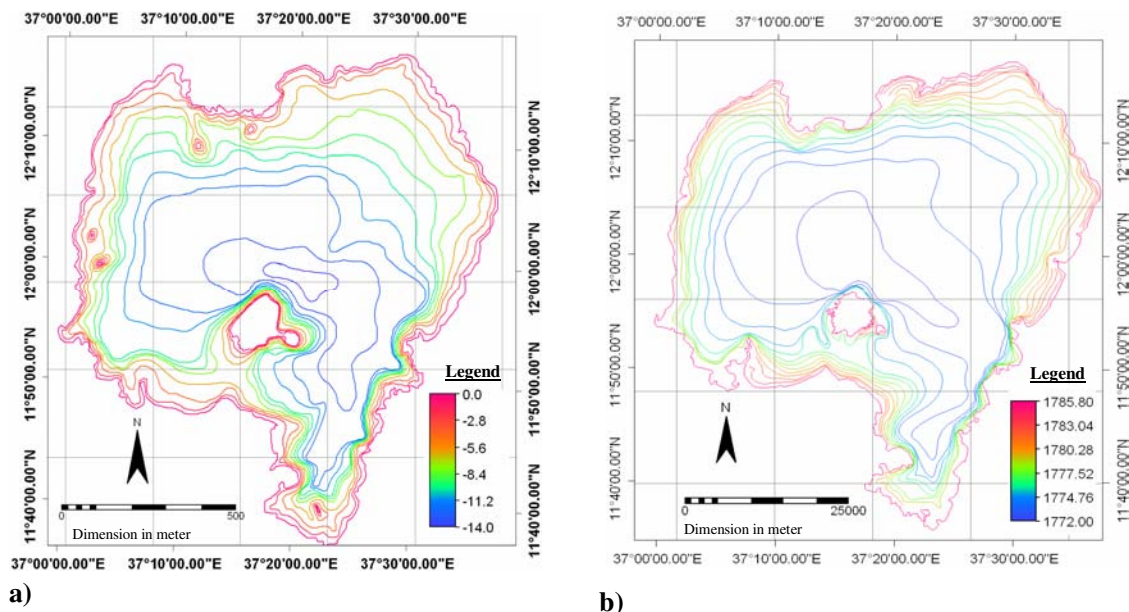 37°00'00.00"E 37°10'00.00"E 37°20'00.00"E 37°30'00.00"E
12°10'00.00"N
12°00'00.00"N
11°50'00.00"N
11°40'00.00"N
12°10'00.00"N
12°00'00.00"N
11°50'00.00"N
11°40'00.00"N
Legend
0.0
-2.8
-5.6
-8.4
-11.2
-14.0
N
0 500
Dimension in meter
37°00'00.00"E 37°10'00.00"E 37°20'00.00"E 37°30'00.00"E
a)
37°00'00.00"E 37°10'00.00"E 37°20'00.00"E 37°30'00.00"E
12°10'00.00"N
12°00'00.00"N
11°50'00.00"N
11°40'00.00"N
12°10'00.00"N
12°00'00.00"N
11°50'00.00"N
11°40'00.00"N
Legend
1785.80
1783.04
1780.28
1777.52
1774.76
1772.00
N
0 25000
Dimension in meter
37°00'00.00"E 37°10'00.00"E 37°20'00.00"E 37°30'00.00"E
b)